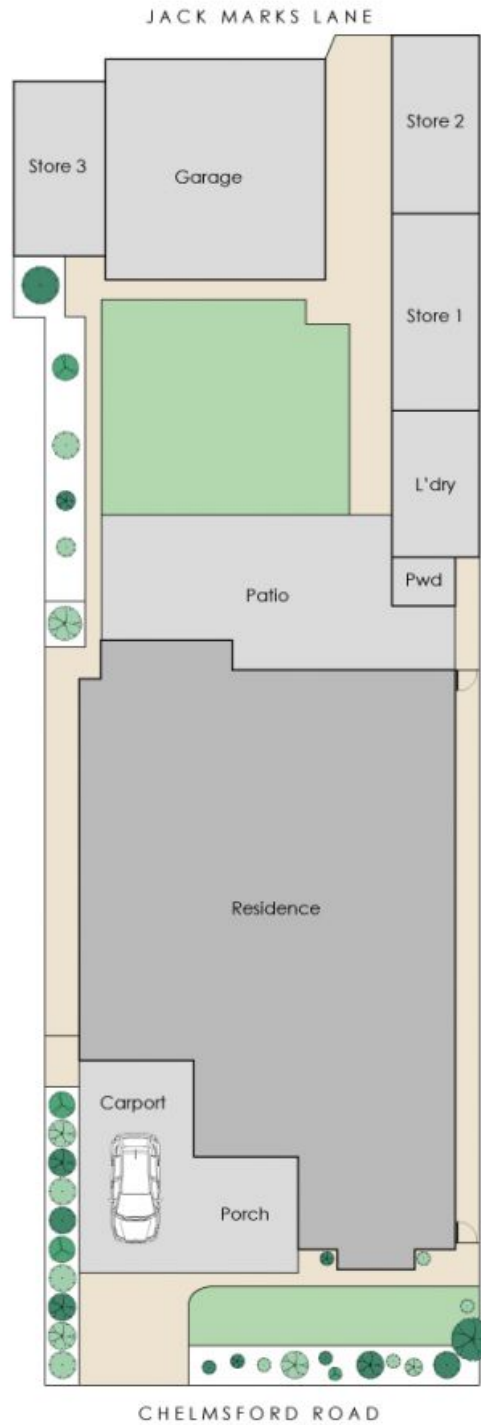 JACK MARKS LANE
Store 2
Store 3
Garage
Store 1
L'dry
Pwd
Patio
Residence
Carport
Porch
CHELMSFORD ROAD